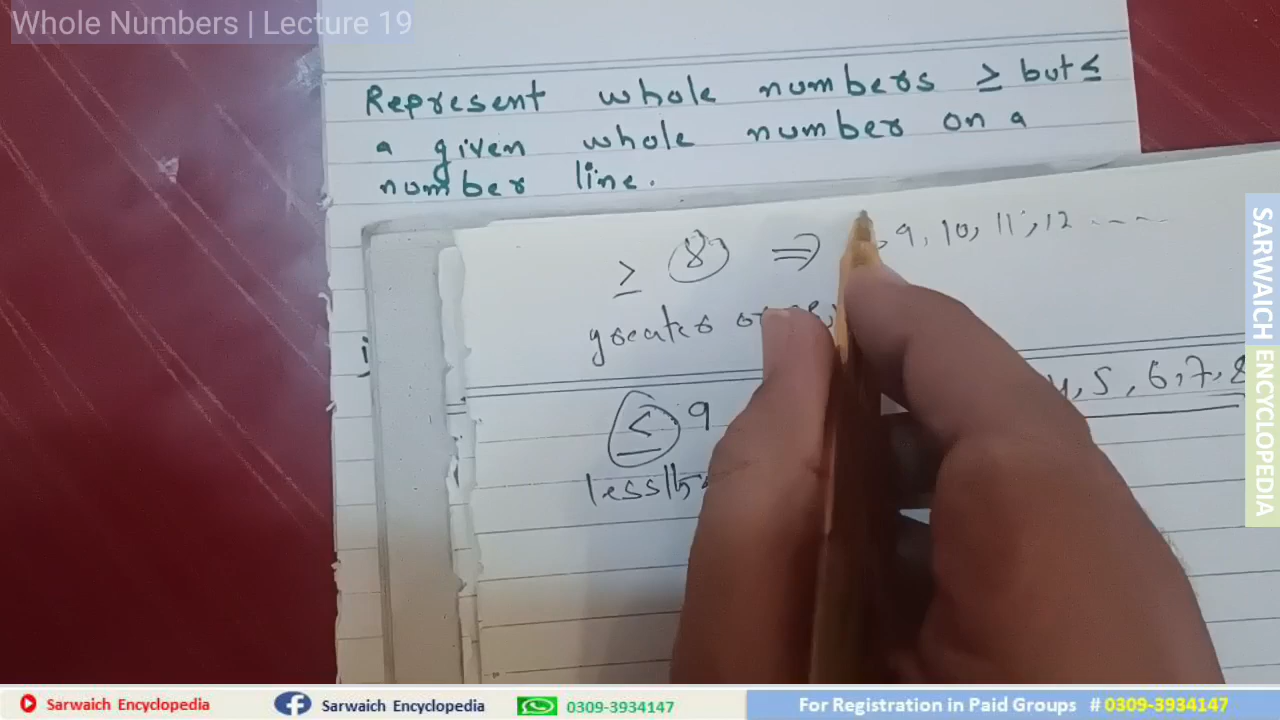 Whole Numbers | Lecture 19
Represent whole numbers ≥ but ≤
a given whole number on a
number line.
≥ 8 ⇒ , 9, 10, 11, 12 ----
greater or
≤ 9 4, 5, 6, 7, 8
less
SARWAICH ENCYCLOPEDIA
Sarwaich Encyclopedia Sarwaich Encyclopedia 0309-3934147 For Registration in Paid Groups # 0309-3934147